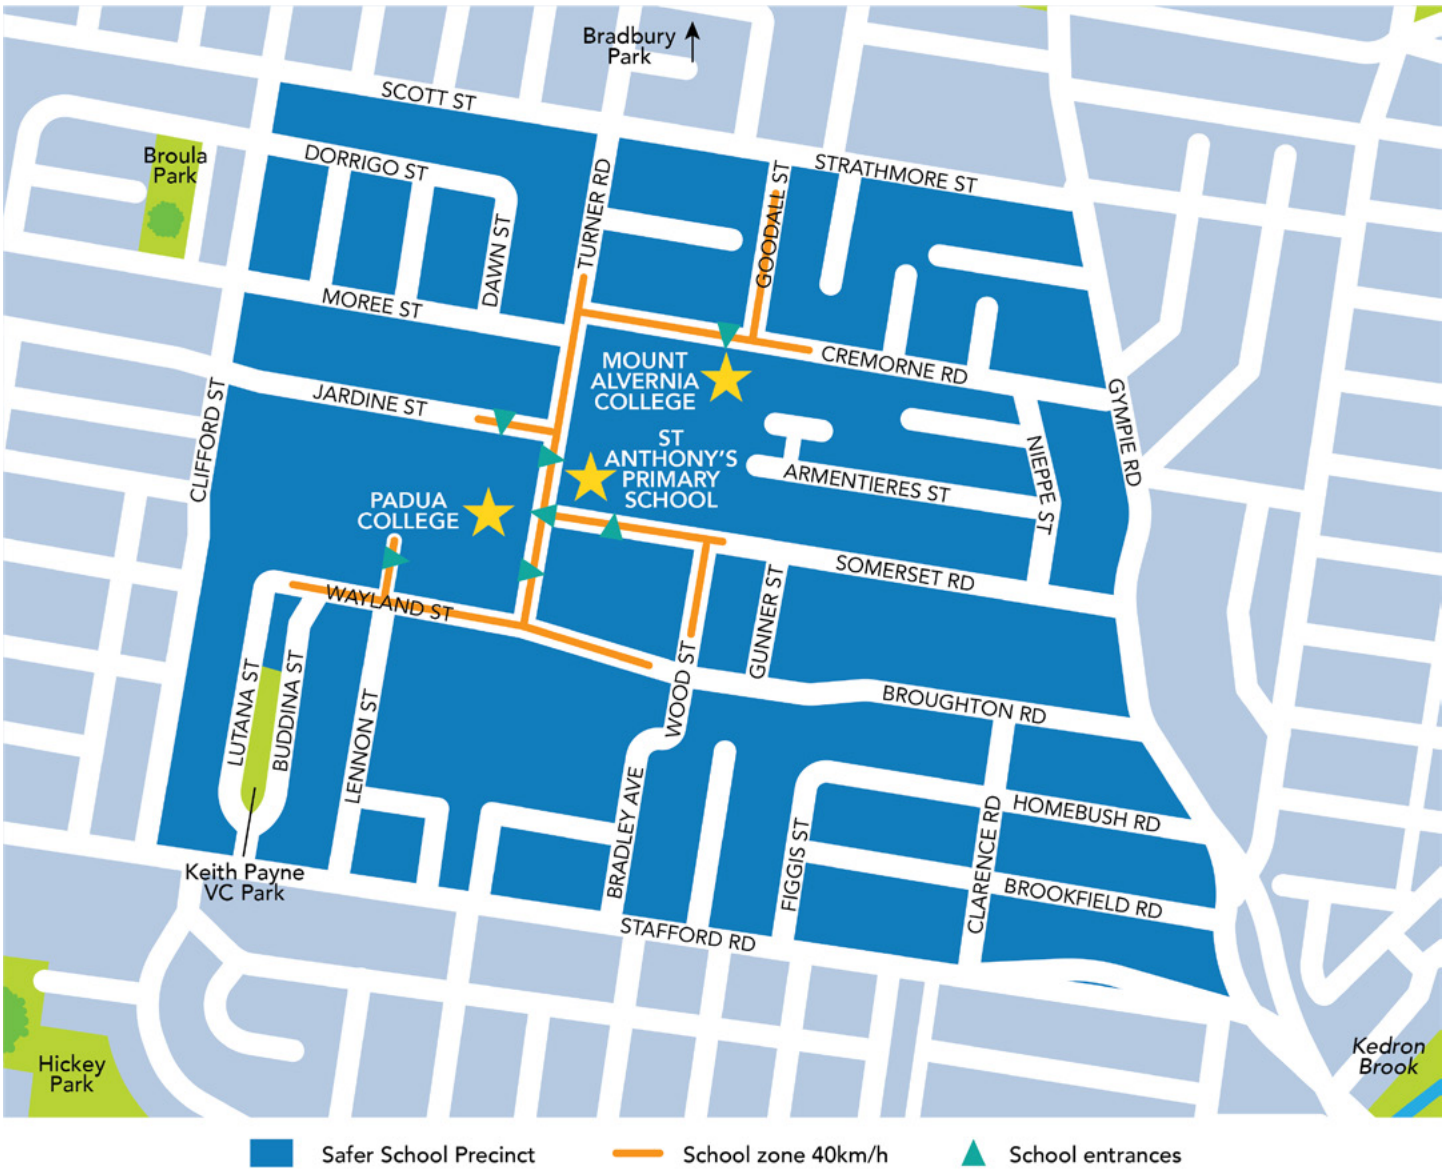 Bradbury
Park
SCOTT ST
Broula
Park
DORRIGO ST
TURNER RD
STRATHMORE ST
GOODALL ST
DAWN ST
MOREE ST
CREMORNE RD
MOUNT
ALVERNIA
COLLEGE
JARDINE ST
CLIFFORD ST
GYMPIE RD
ST
ANTHONY'S
PRIMARY
SCHOOL
ARMENTIERES ST
NIEPPE ST
PADUA
COLLEGE
SOMERSET RD
WAYLAND ST
GUNNER ST
LUTANA ST
BUDDINA ST
LENNON ST
WOOD ST
BROUGHTON RD
BRADLEY AVE
HOMEBUSH RD
FIGGIS ST
CLARENCE RD
BROOKFIELD RD
Keith Payne
VC Park
STAFFORD RD
Hickey
Park
Kedron
Brook
Safer School Precinct
School zone 40km/h
School entrances